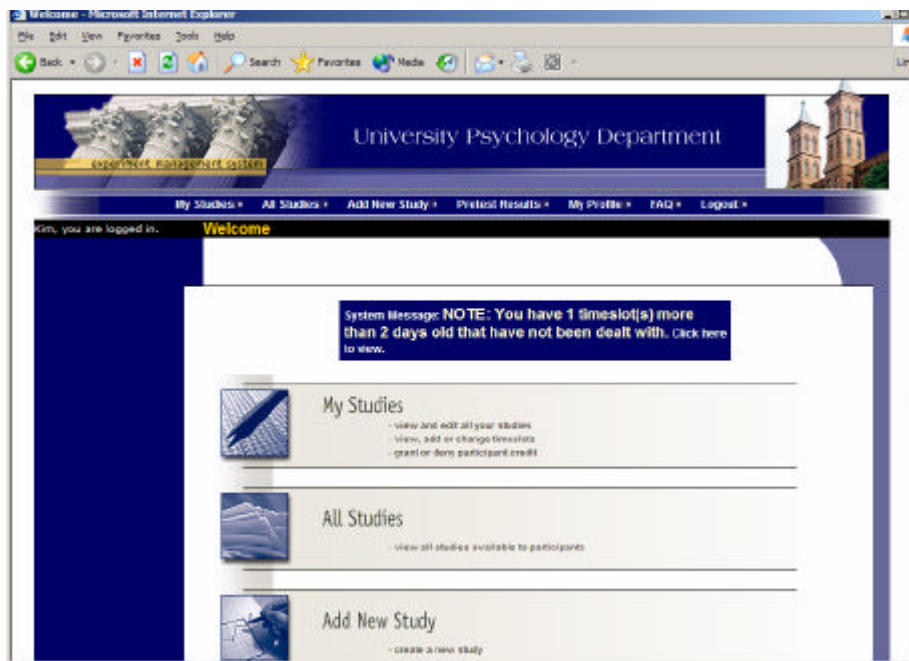 Welcome - Microsoft Internet Explorer
File Edit View Favorites Tools Help
Back Search Favorites Media
University Psychology Department
experiment management system
My Studies All Studies Add New Study Pretest Results My Profile FAQ Logout
Kim, you are logged in. Welcome
System Message: NOTE: You have 1 timeslot(s) more
than 2 days old that have not been dealt with. Click here
to view.
My Studies
- view and edit all your studies
- view, add or change timeslots
- grant or deny participant credit
All Studies
- view all studies available to participants
Add New Study
- create a new study